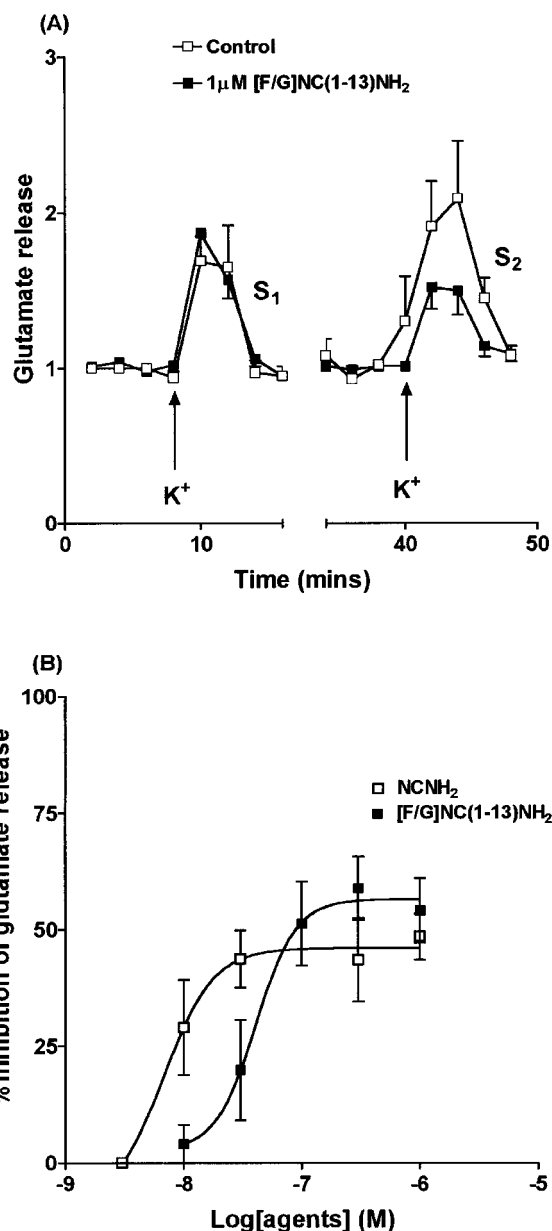 (A)
Control
1µM [F/G]NC(1-13)NH₂
3
2
1
0
Glutamate release
S₁
S₂
K⁺
K⁺
0
10
40
50
Time (mins)
(B)
100
75
50
25
0
% inhibition of glutamate release
NCNH₂
[F/G]NC(1-13)NH₂
-9
-8
-7
-6
-5
Log[agents] (M)